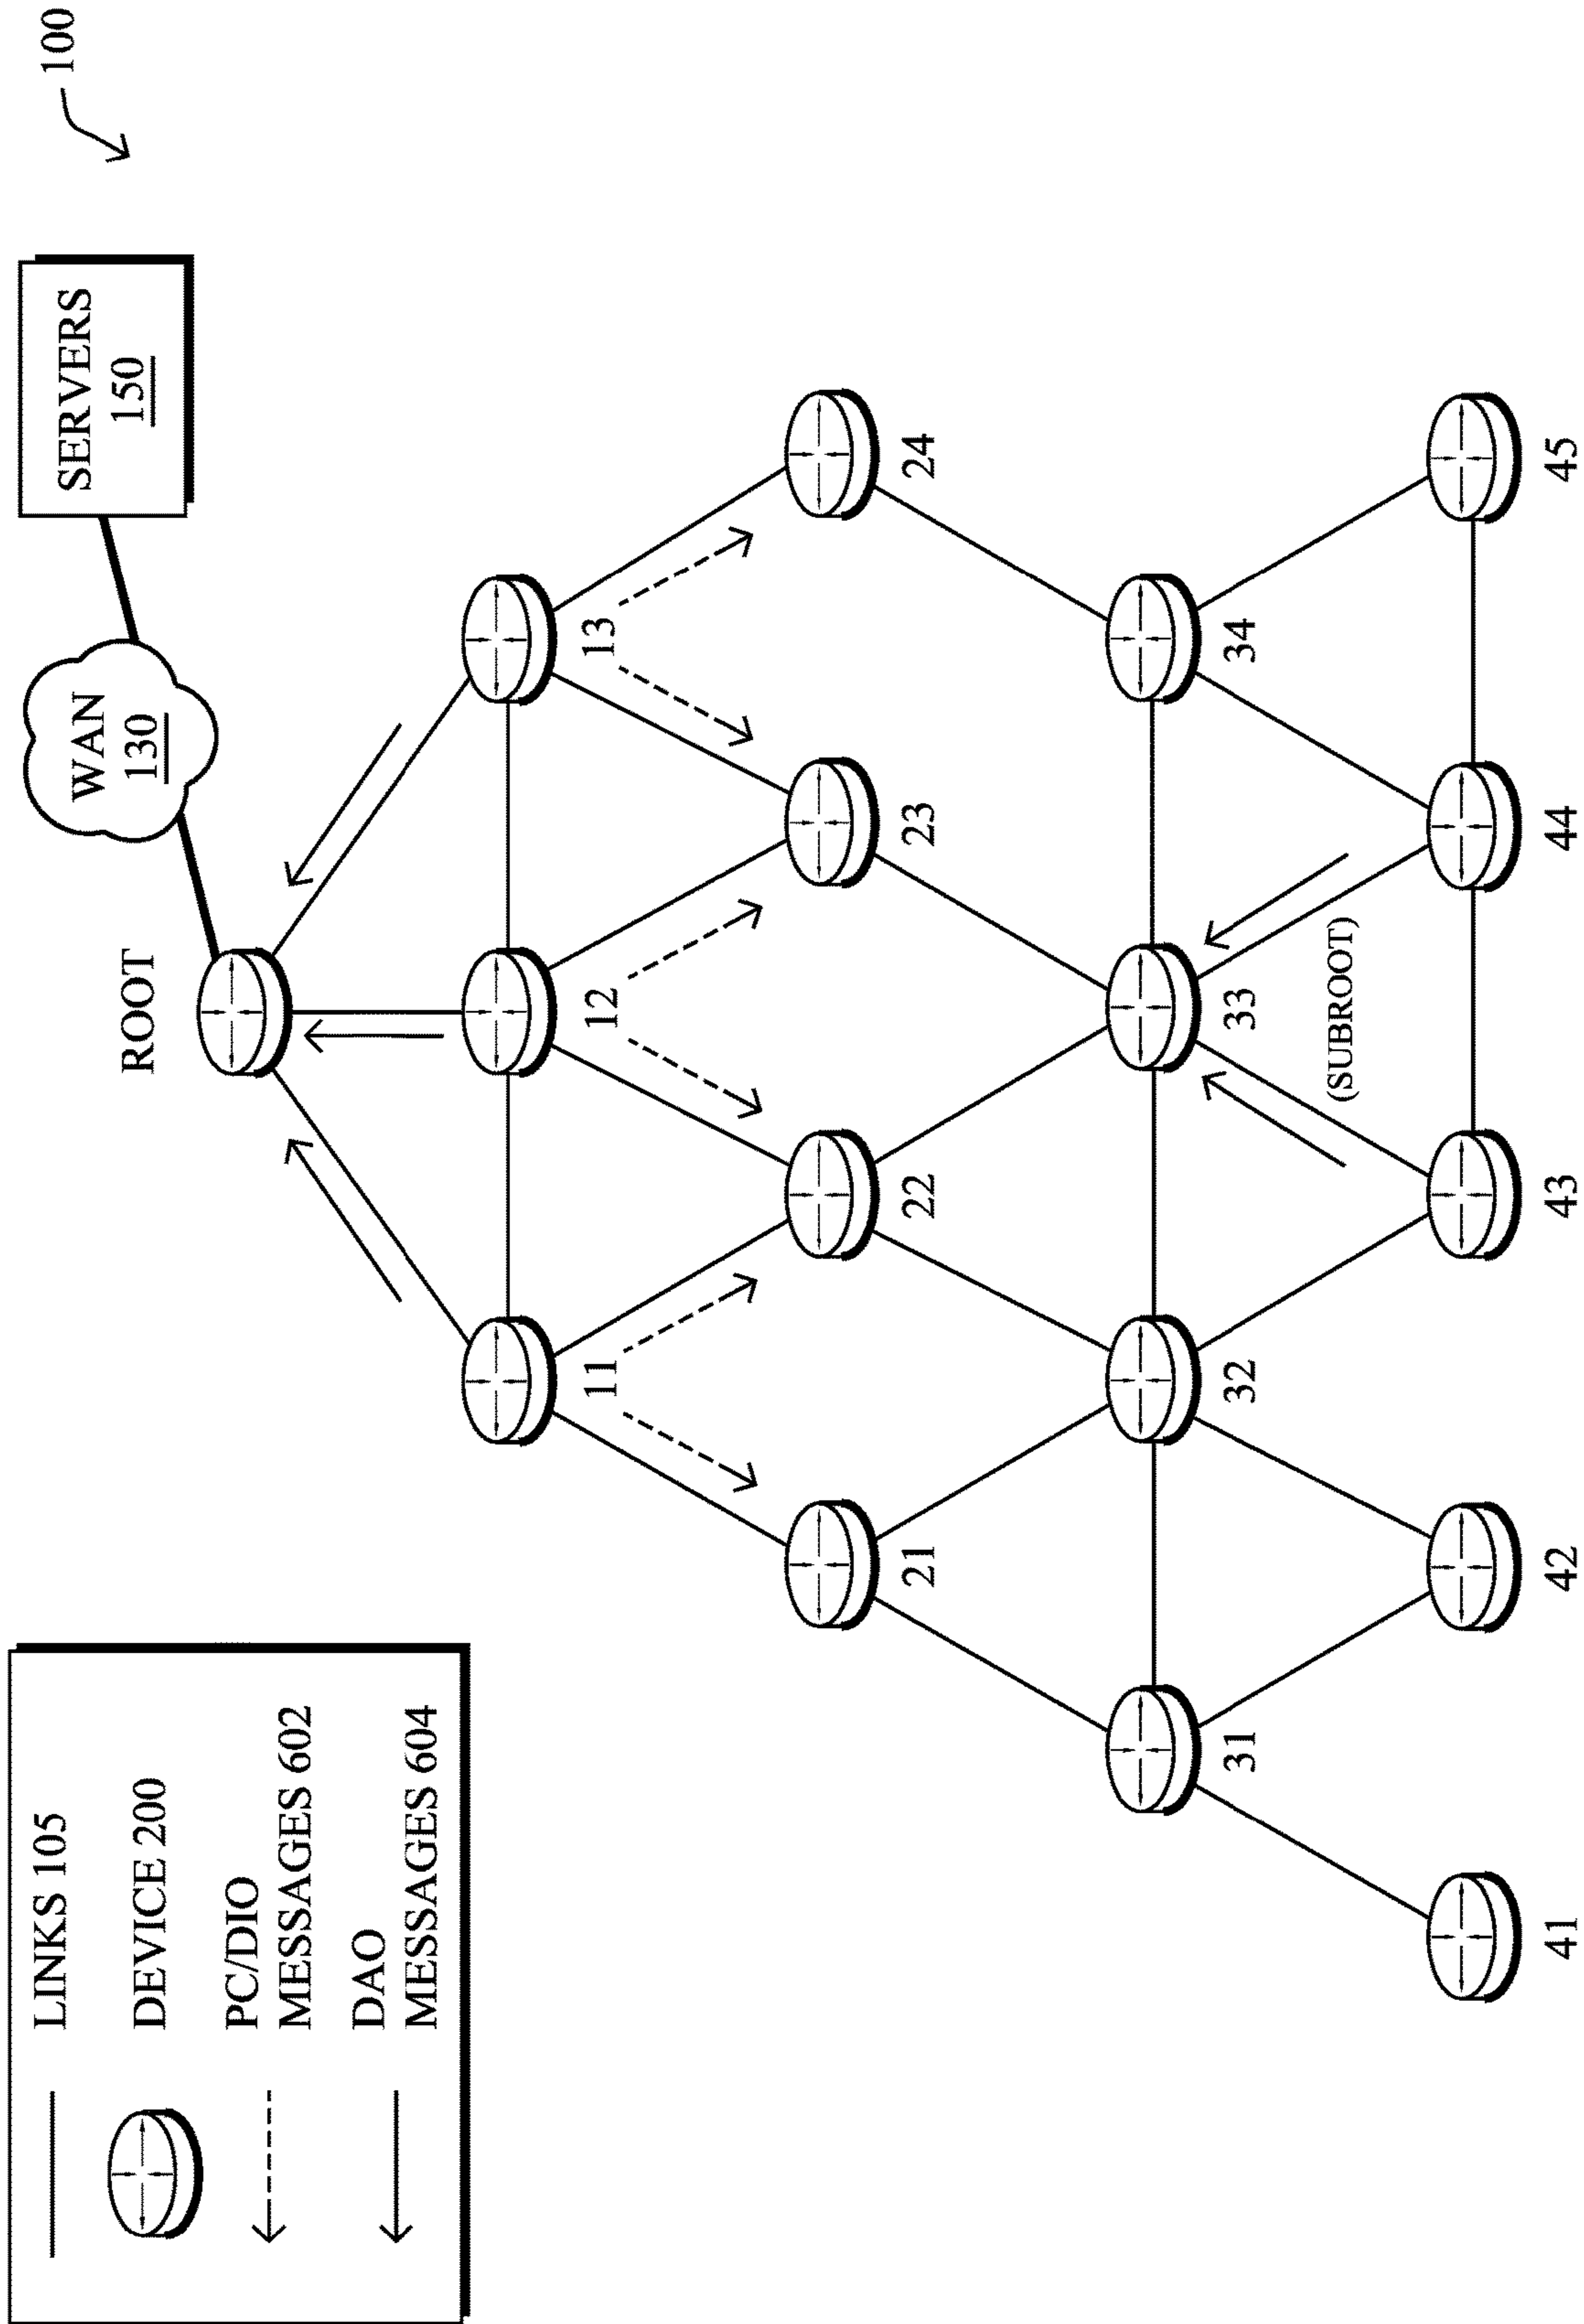 LINKS 105
DEVICE 200
PC/DIO
MESSAGES 602
DAO
MESSAGES 604
100
SERVERS
150
WAN
130
ROOT
11
12
13
21
22
23
24
31
32
33
34
(SUBROOT)
41
42
43
44
45